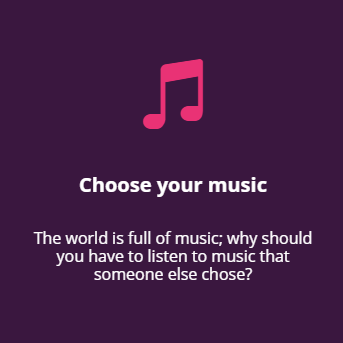 Choose your music
The world is full of music; why should
you have to listen to music that
someone else chose?